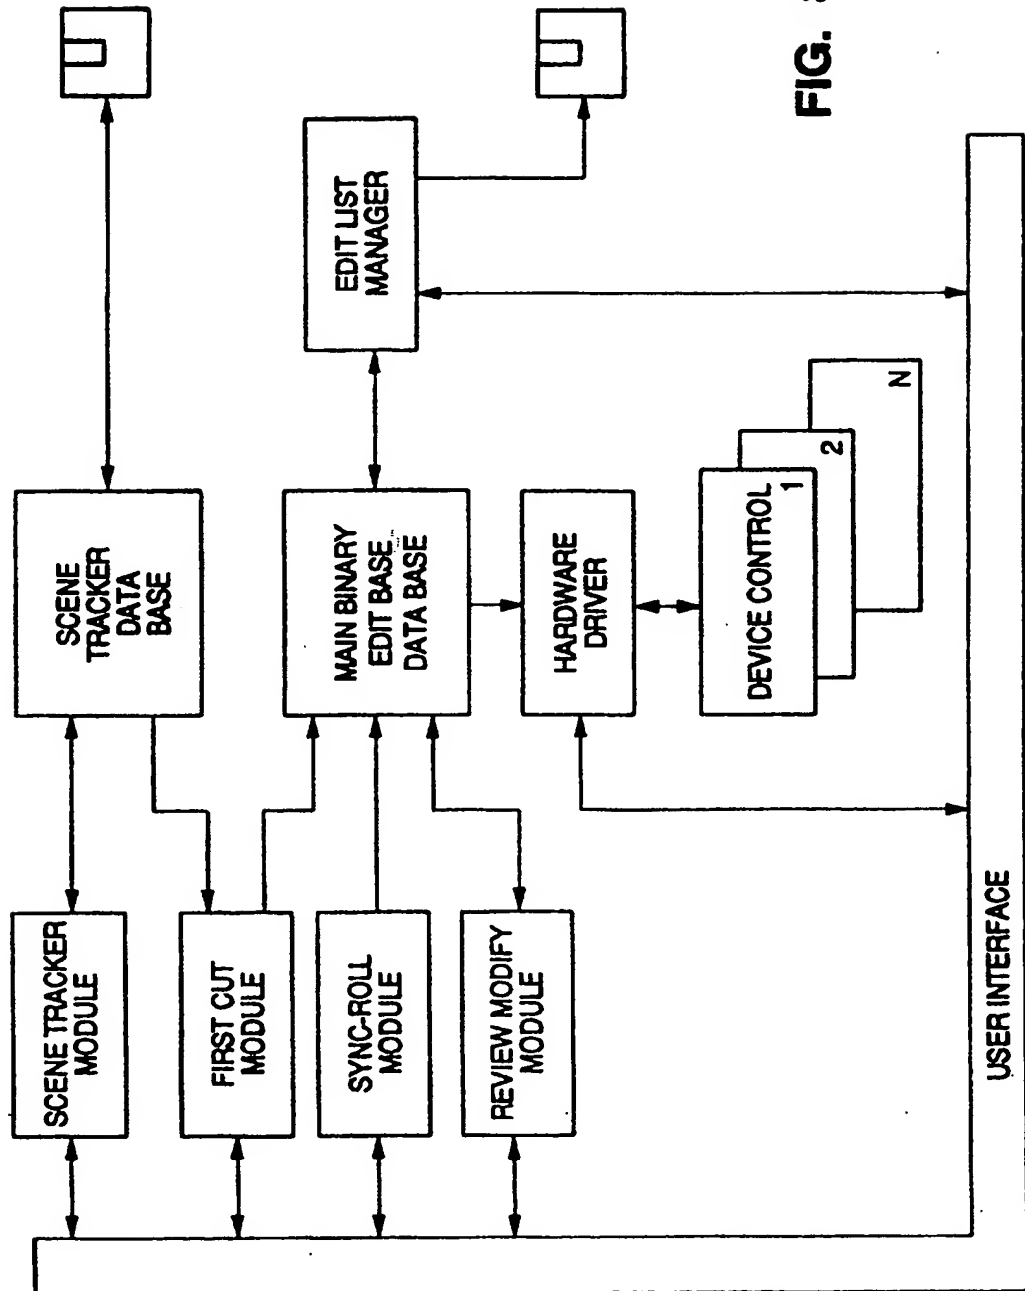 SCENE TRACKER
MODULE
FIRST CUT
MODULE
SYNC-ROLL
MODULE
REVIEW MODIFY
MODULE
SCENE
TRACKER
DATA
BASE
MAIN BINARY
EDIT BASE
DATA BASE
HARDWARE
DRIVER
DEVICE CONTROL
1
2
N
EDIT LIST
MANAGER
USER INTERFACE
FIG.